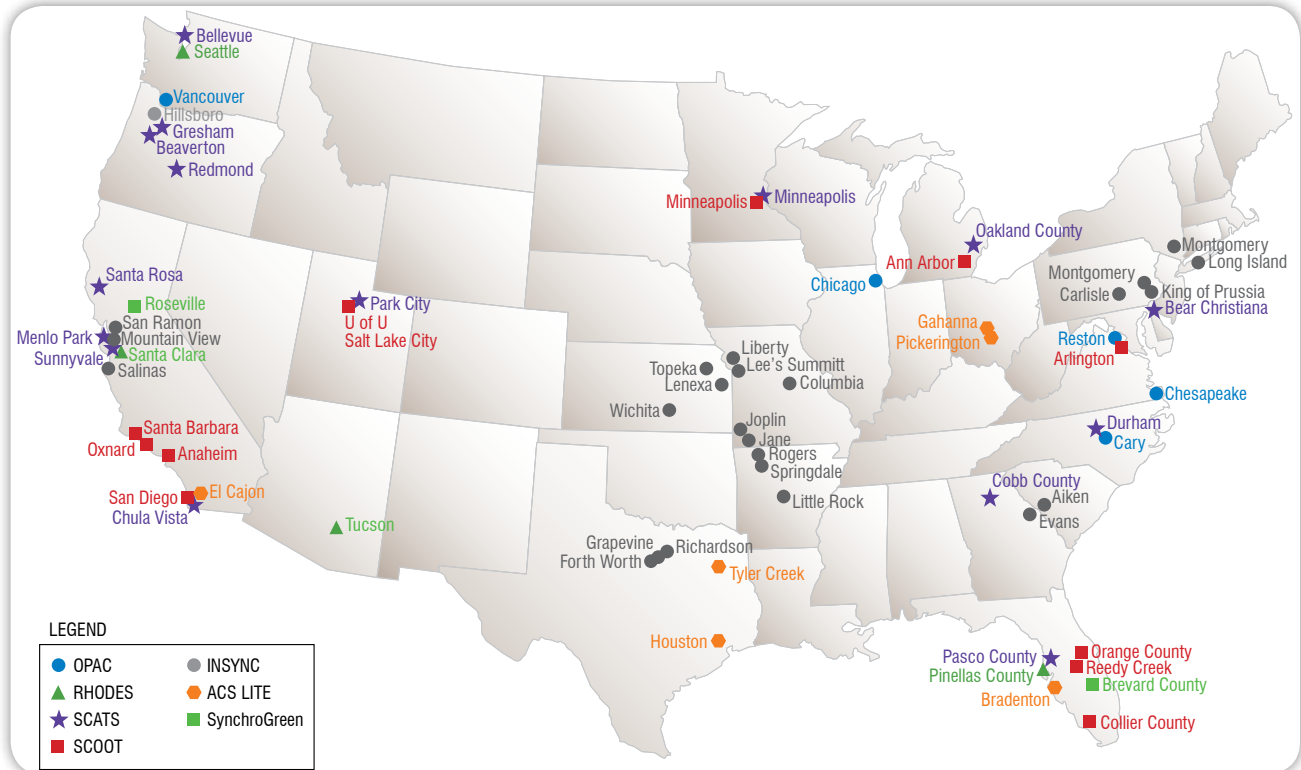 Bellevue
Seattle
Vancouver
Hillsboro
Gresham
Beaverton
Redmond
Minneapolis
Minneapolis
Oakland County
Ann Arbor
Montgomery
Long Island
Santa Rosa
Roseville
San Ramon
Menlo Park
Mountain View
Sunnyvale
Santa Clara
Salinas
Park City
U of U
Salt Lake City
Chicago
Gahanna
Pickerington
Montgomery
Carlisle
King of Prussia
Bear Christiana
Reston
Arlington
Chesapeake
Topeka
Liberty
Lee's Summitt
Lenexa
Columbia
Wichita
Joplin
Jane
Rogers
Springdale
Little Rock
Durham
Cary
Santa Barbara
Oxnard
Anaheim
San Diego
El Cajon
Chula Vista
Tucson
Cobb County
Aiken
Evans
Grapevine
Richardson
Forth Worth
Tyler Creek
Houston
Pasco County
Pinellas County
Bradenton
Orange County
Reedy Creek
Brevard County
Collier County
LEGEND
OPAC
INSYNC
RHODES
ACS LITE
SCATS
SynchroGreen
SCOOT